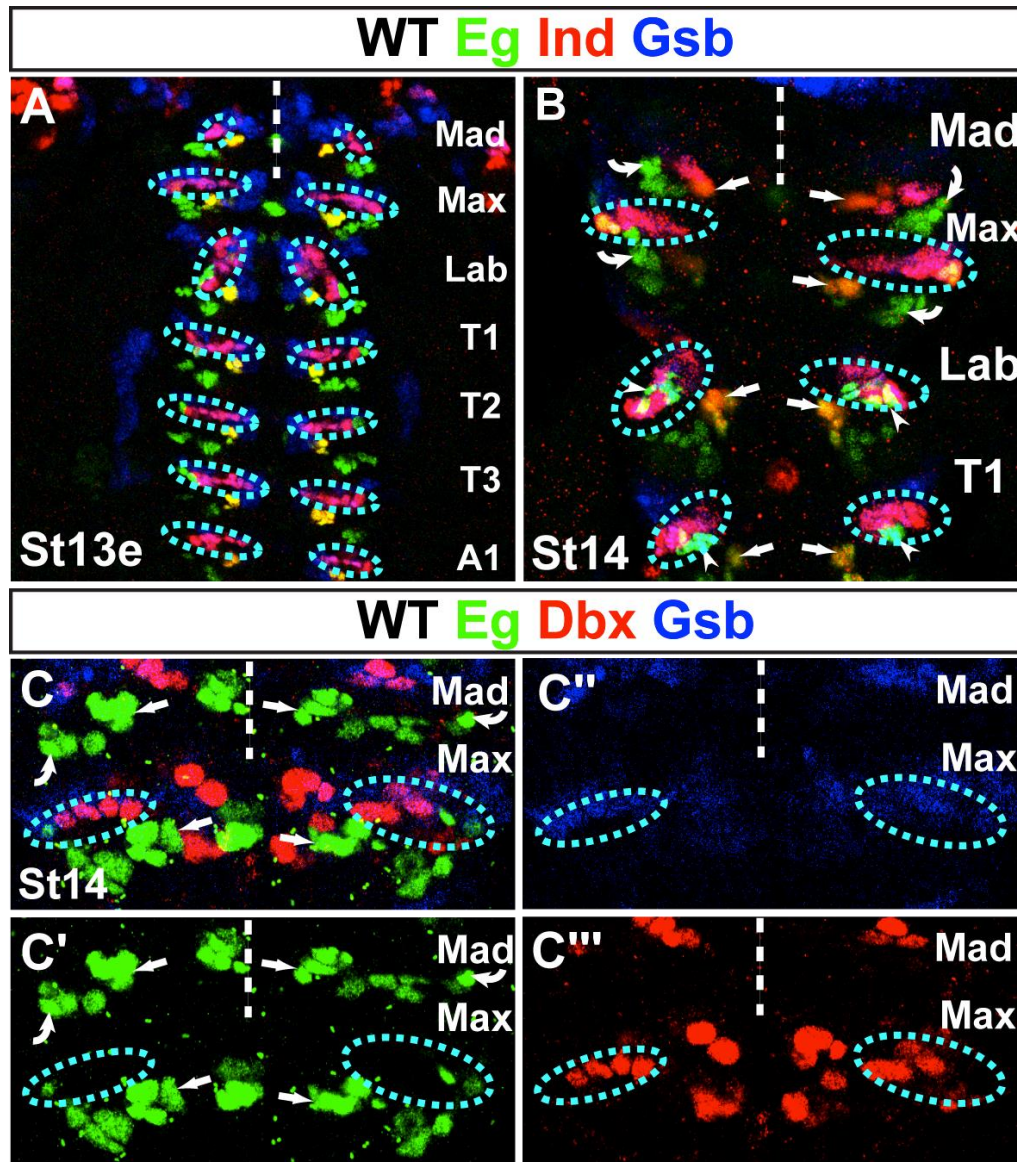 WT Eg Ind Gsb
A
Mad
Max
Lab
T1
T2
T3
A1
St13e
B
Mad
Max
Lab
T1
St14
WT Eg Dbx Gsb
C
Mad
Max
St14
C''
Mad
Max
C'
Mad
Max
C'''
Mad
Max